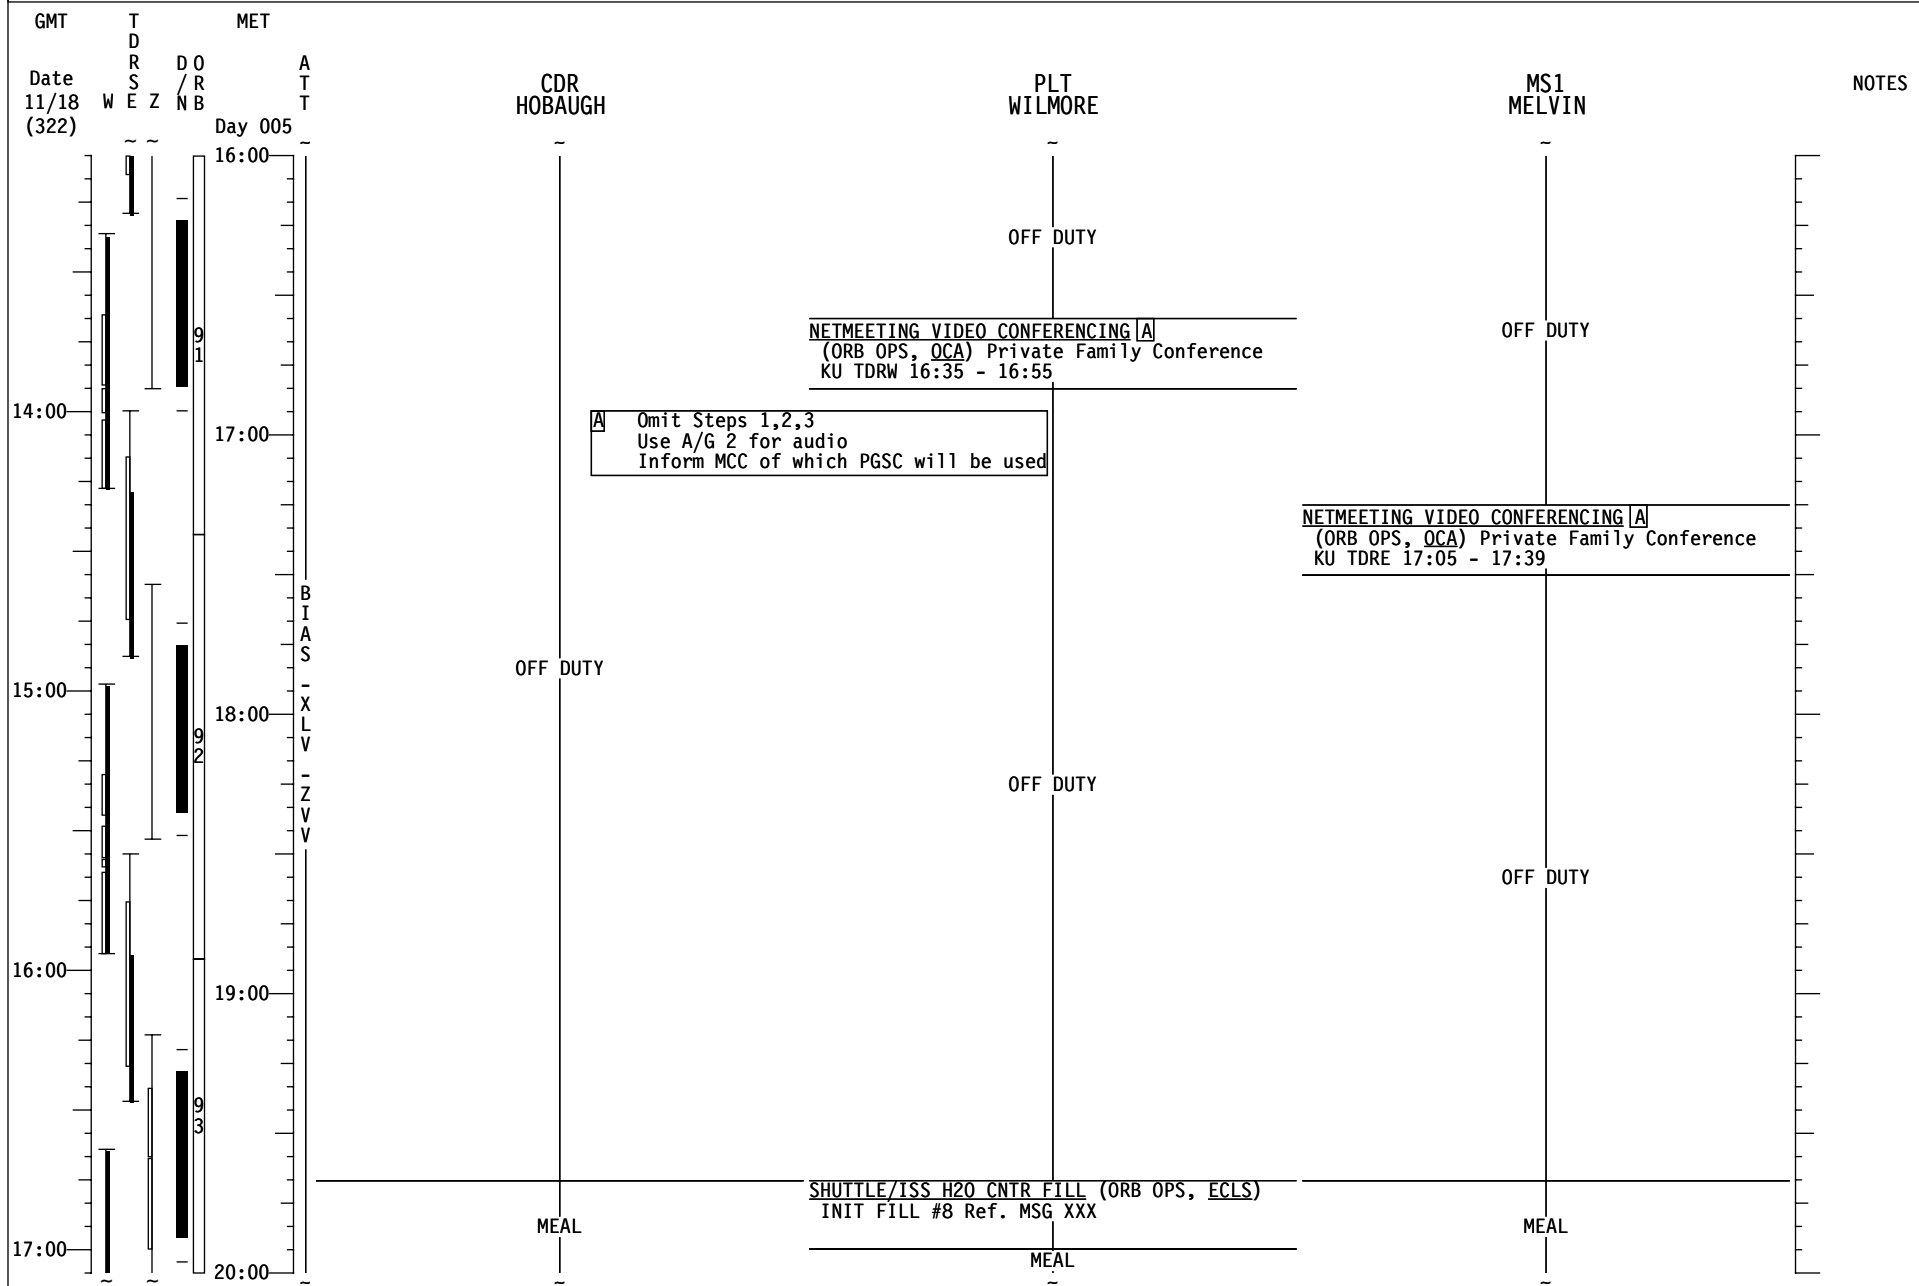 GMT
TDRS
MET
Date
11/18
(322)
W E Z
D/N
ORB
Day 005
ATT
CDR
HOBAUGH
PLT
WILMORE
MS1
MELVIN
NOTES
~ ~ ~ ~ ~ ~
16:00
OFF DUTY
OFF DUTY
91
NETMEETING VIDEO CONFERENCING A
(ORB OPS, OCA) Private Family Conference
KU TDRW 16:35 - 16:55
14:00
17:00
A Omit Steps 1,2,3
Use A/G 2 for audio
Inform MCC of which PGSC will be used
NETMEETING VIDEO CONFERENCING A
(ORB OPS, OCA) Private Family Conference
KU TDRE 17:05 - 17:39
BIAS -XLV -ZVV
OFF DUTY
15:00
18:00
92
OFF DUTY
OFF DUTY
16:00
19:00
93
SHUTTLE/ISS H2O CNTR FILL (ORB OPS, ECLS)
INIT FILL #8 Ref. MSG XXX
MEAL
MEAL
17:00
MEAL
20:00
~ ~ ~ ~ ~ ~